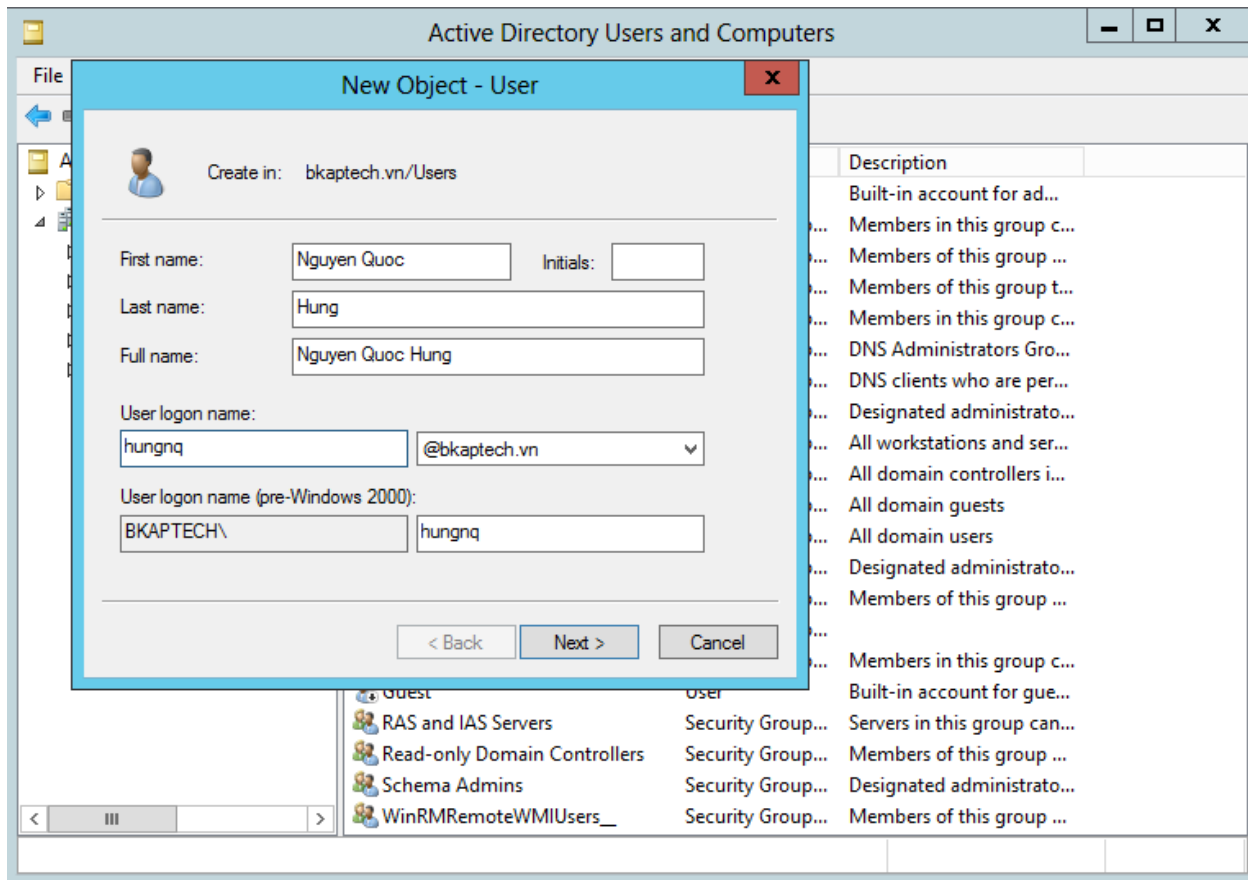 Active Directory Users and Computers
File
New Object - User
Create in: bkaptech.vn/Users
First name: Nguyen Quoc Initials:
Last name: Hung
Full name: Nguyen Quoc Hung
User logon name:
hungnq @bkaptech.vn
User logon name (pre-Windows 2000):
BKAPTECH\ hungnq
< Back Next > Cancel
Description
Built-in account for ad...
Members in this group c...
Members of this group ...
Members of this group t...
Members in this group c...
DNS Administrators Gro...
DNS clients who are per...
Designated administrato...
All workstations and ser...
All domain controllers i...
All domain guests
All domain users
Designated administrato...
Members of this group ...
Members in this group c...
Guest User Built-in account for gue...
RAS and IAS Servers Security Group... Servers in this group can...
Read-only Domain Controllers Security Group... Members of this group ...
Schema Admins Security Group... Designated administrato...
WinRMRemoteWMIUsers__ Security Group... Members of this group ...